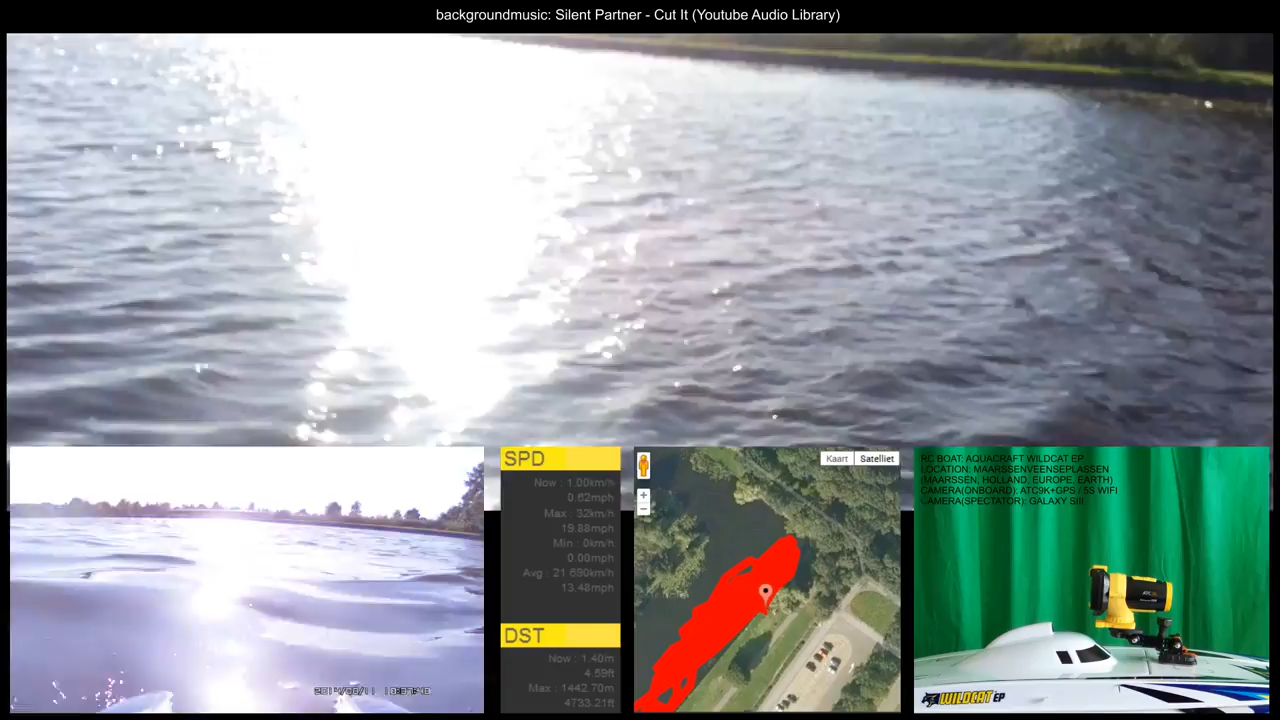 backgroundmusic: Silent Partner - Cut It (Youtube Audio Library)
SPD
Now : 1.00km/h
0.62mph
Max : 32km/h
19.88mph
Min : 0km/h
0.00mph
Avg : 21.690km/h
13.48mph
DST
Now : 1.40m
4.59ft
Max : 1442.70m
4733.21ft
Kaart Satelliet
RC BOAT: AQUACRAFT WILDCAT EP
LOCATION: MAARSSENVEENSEPLASSEN
(MAARSSEN, HOLLAND, EUROPE, EARTH)
CAMERA(ONBOARD): ATC9K+GPS / 5S WIFI
CAMERA(SPECTATOR): GALAXY SIII
WILDCAT EP